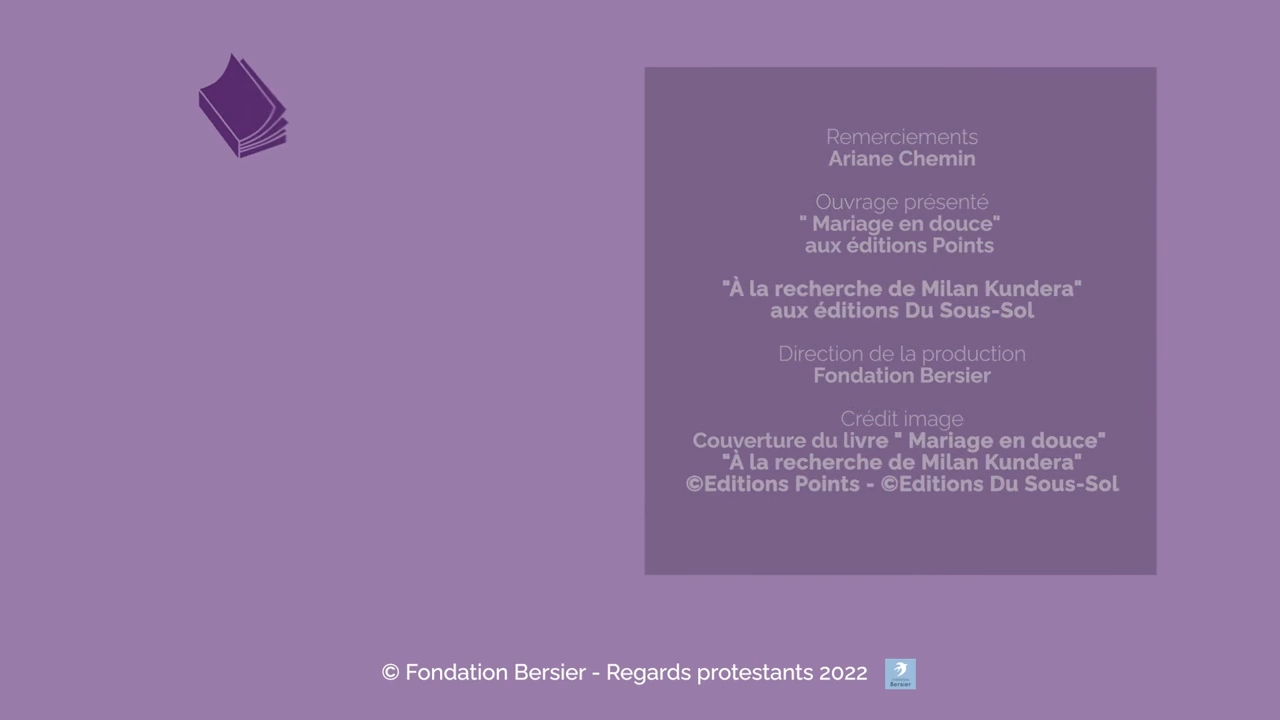 Remerciements
Ariane Chemin
Ouvrage présenté
" Mariage en douce"
aux éditions Points
"À la recherche de Milan Kundera"
aux éditions Du Sous-Sol
Direction de la production
Fondation Bersier
Crédit image
Couverture du livre " Mariage en douce"
"À la recherche de Milan Kundera"
©Editions Points - ©Editions Du Sous-Sol
© Fondation Bersier - Regards protestants 2022
Bersier